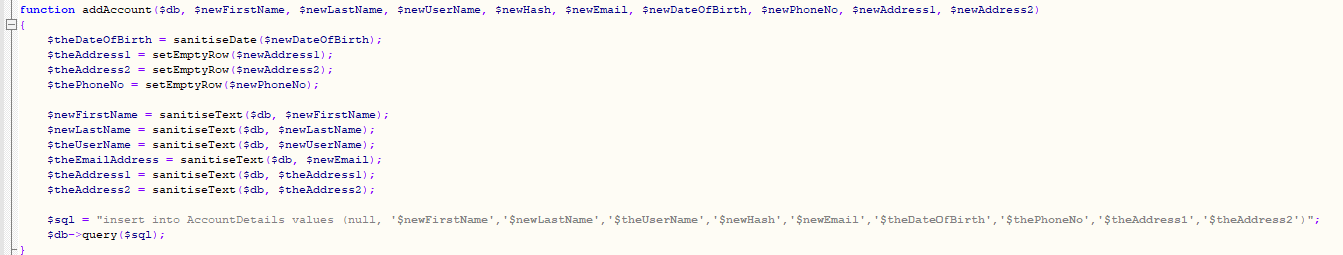 function addAccount($db, $newFirstName, $newLastName, $newUserName, $newHash, $newEmail, $newDateOfBirth, $newPhoneNo, $newAddress1, $newAddress2)
{
$theDateOfBirth = sanitiseDate($newDateOfBirth);
$theAddress1 = setEmptyRow($newAddress1);
$theAddress2 = setEmptyRow($newAddress2);
$thePhoneNo = setEmptyRow($newPhoneNo);
$newFirstName = sanitiseText($db, $newFirstName);
$newLastName = sanitiseText($db, $newLastName);
$theUserName = sanitiseText($db, $newUserName);
$theEmailAddress = sanitiseText($db, $newEmail);
$theAddress1 = sanitiseText($db, $theAddress1);
$theAddress2 = sanitiseText($db, $theAddress2);
$sql = "insert into AccountDetails values (null, '$newFirstName','$newLastName','$theUserName','$newHash','$newEmail','$theDateOfBirth','$thePhoneNo','$theAddress1','$theAddress2')";
$db->query($sql);
}